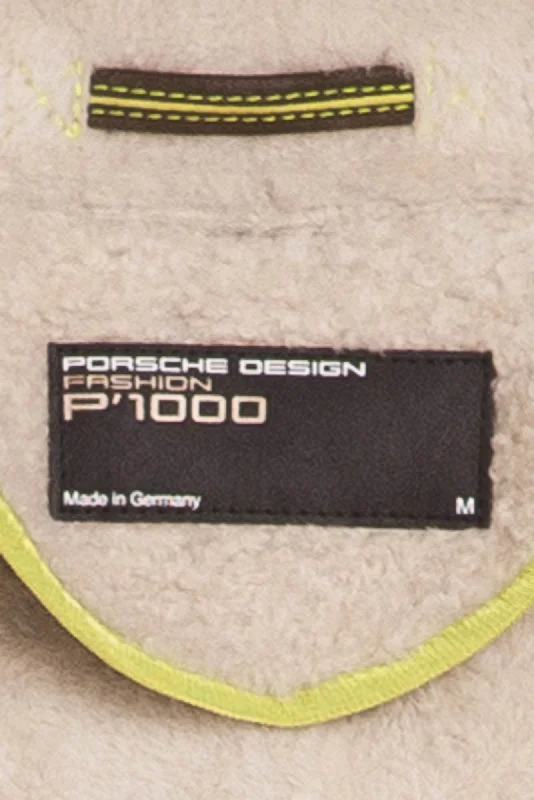 PORSCHE DESIGN
FASHION
P'1000
Made in Germany
M